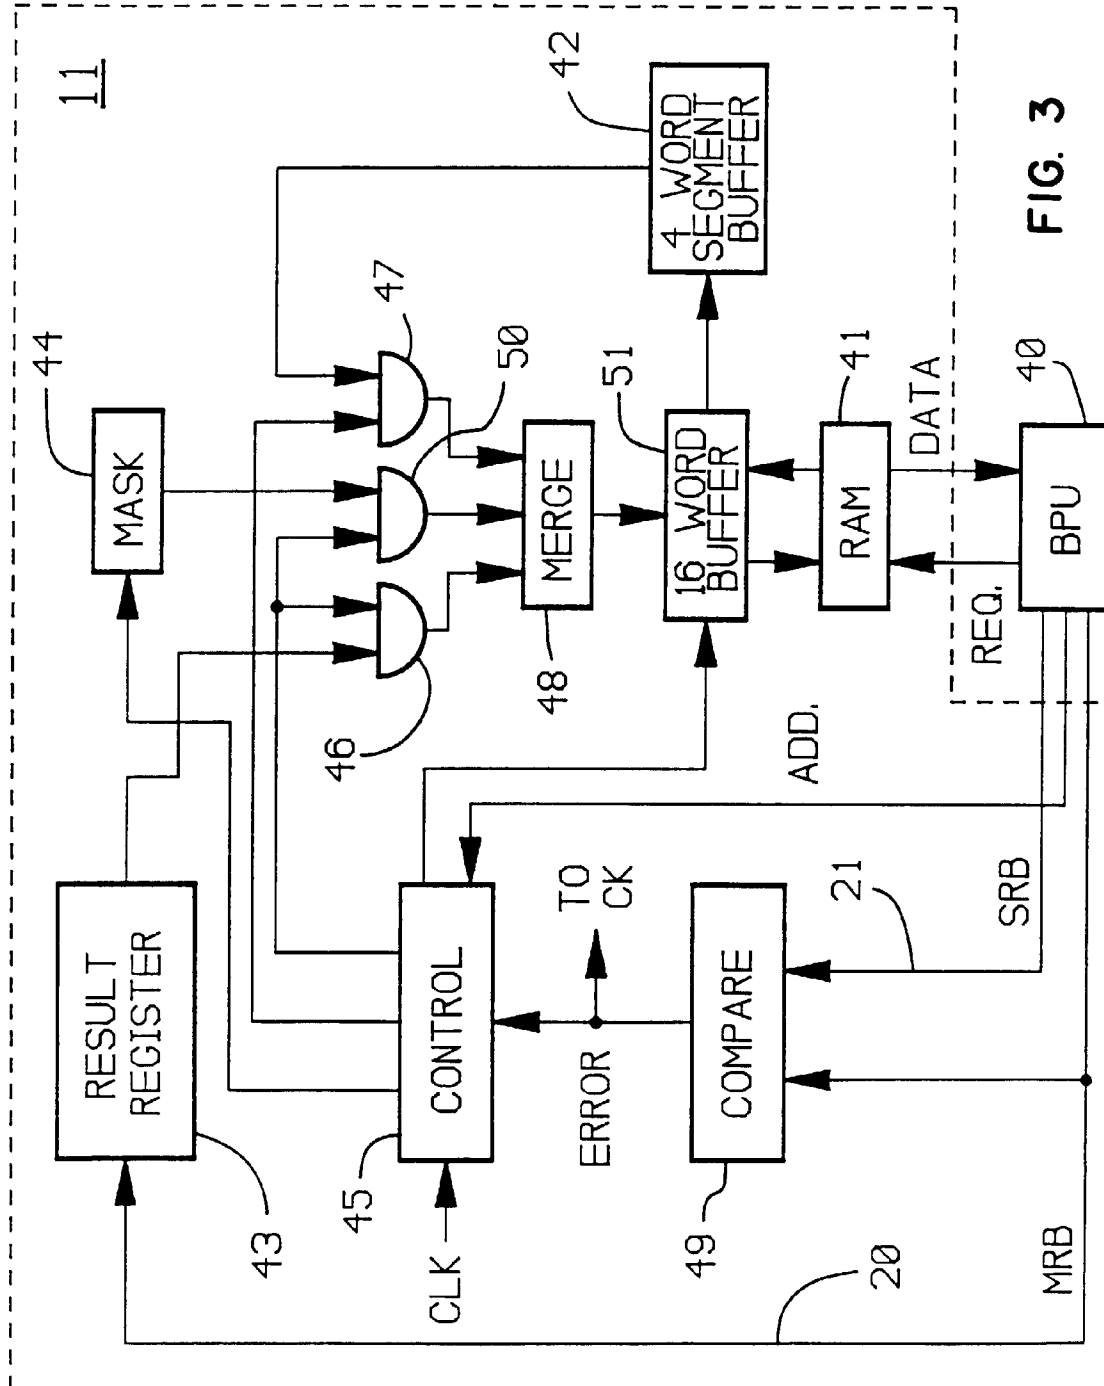 11
RESULT
REGISTER
43
MASK
44
CLK
45
CONTROL
46
50
47
4 WORD
SEGMENT
BUFFER
42
ERROR
TO
CK
48
MERGE
49
COMPARE
21
ADD.
16 WORD
BUFFER
51
RAM
41
20
MRB
SRB
REQ.
DATA
BPU
40
FIG. 3